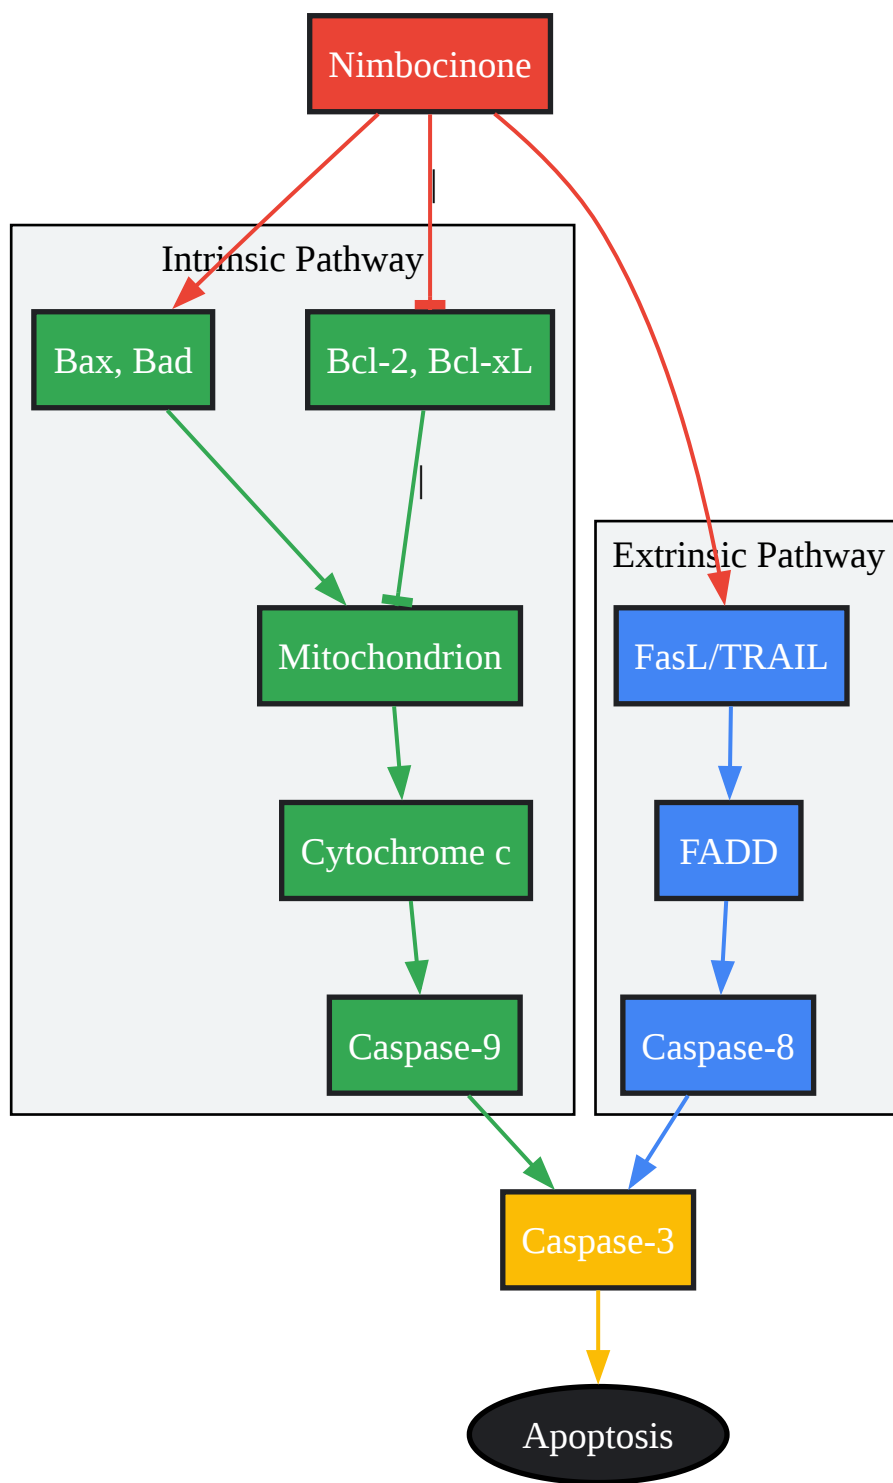 Nimbocinone
|
Intrinsic Pathway
Bax, Bad
Bcl-2, Bcl-xL
|
Extrinsic Pathway
Mitochondrion
FasL/TRAIL
Cytochrome c
FADD
Caspase-9
Caspase-8
Caspase-3
Apoptosis